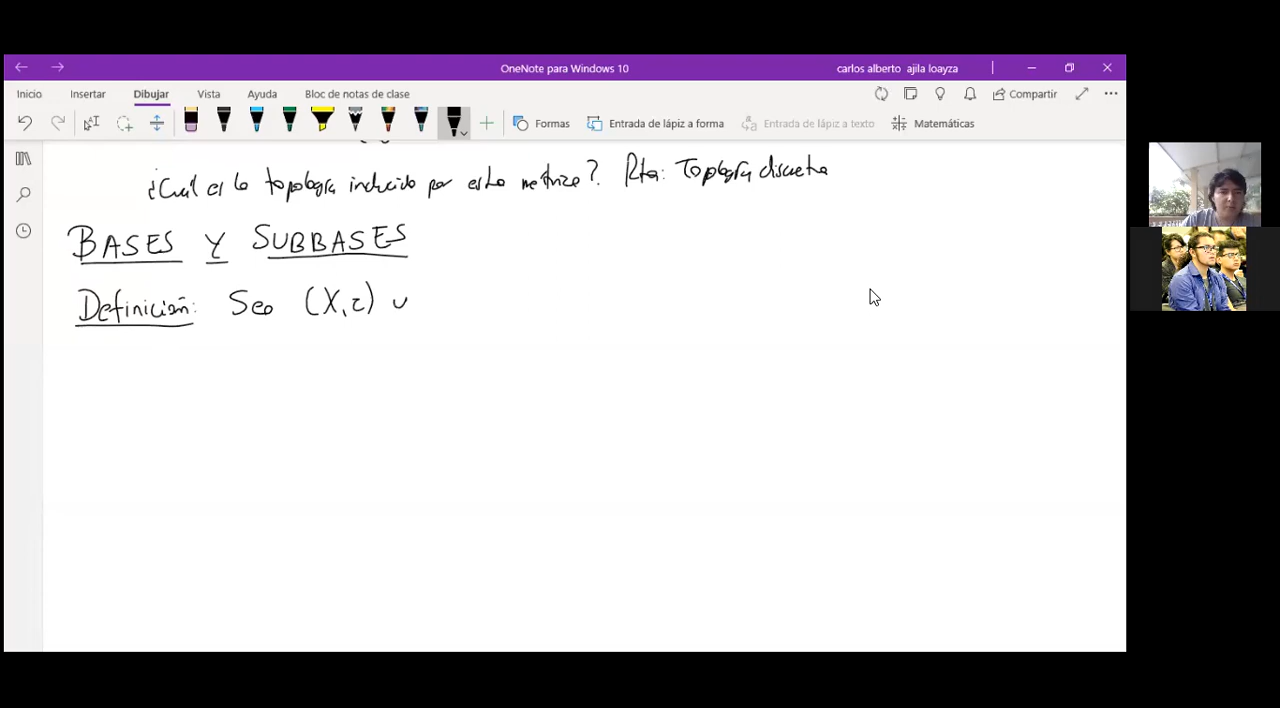 OneNote para Windows 10
carlos alberto ajila loayza
Inicio Insertar Dibujar Vista Ayuda Bloc de notas de clase
Compartir
Formas Entrada de lápiz a forma Entrada de lápiz a texto Matemáticas
¿Cuál es la topología inducida por esta métrica?. Rta: Topología discreta
BASES Y SUBBASES
Definición: Sea (X,τ) u